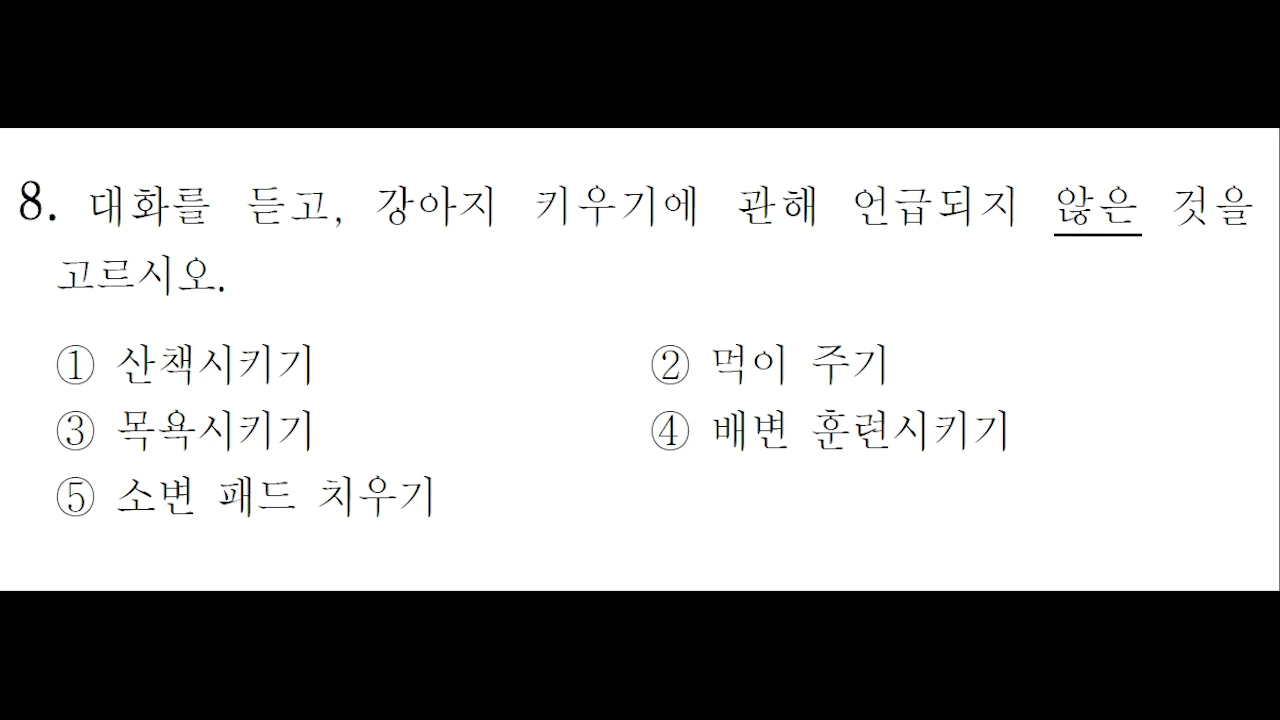 8. 대화를 듣고, 강아지 키우기에 관해 언급되지 않은 것을
고르시오.
① 산책시키기 ② 먹이 주기
③ 목욕시키기 ④ 배변 훈련시키기
⑤ 소변 패드 치우기